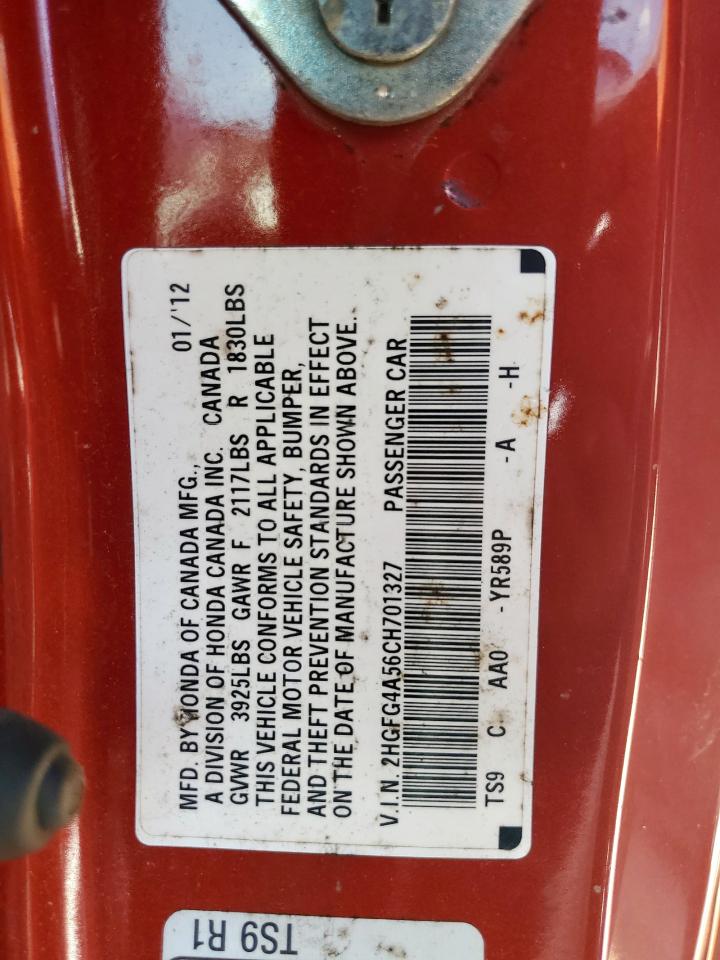 MFD. BY HONDA OF CANADA MFG., 01/'12
A DIVISION OF HONDA CANADA INC. CANADA
GVWR 3925LBS GAWR F 2117LBS R 1830LBS
THIS VEHICLE CONFORMS TO ALL APPLICABLE
FEDERAL MOTOR VEHICLE SAFETY, BUMPER,
AND THEFT PREVENTION STANDARDS IN EFFECT
ON THE DATE OF MANUFACTURE SHOWN ABOVE.
V.I.N. 2HGFG4A56CH701327 PASSENGER CAR
TS9 C AA0 - YR589P - A - H
TS9 R1